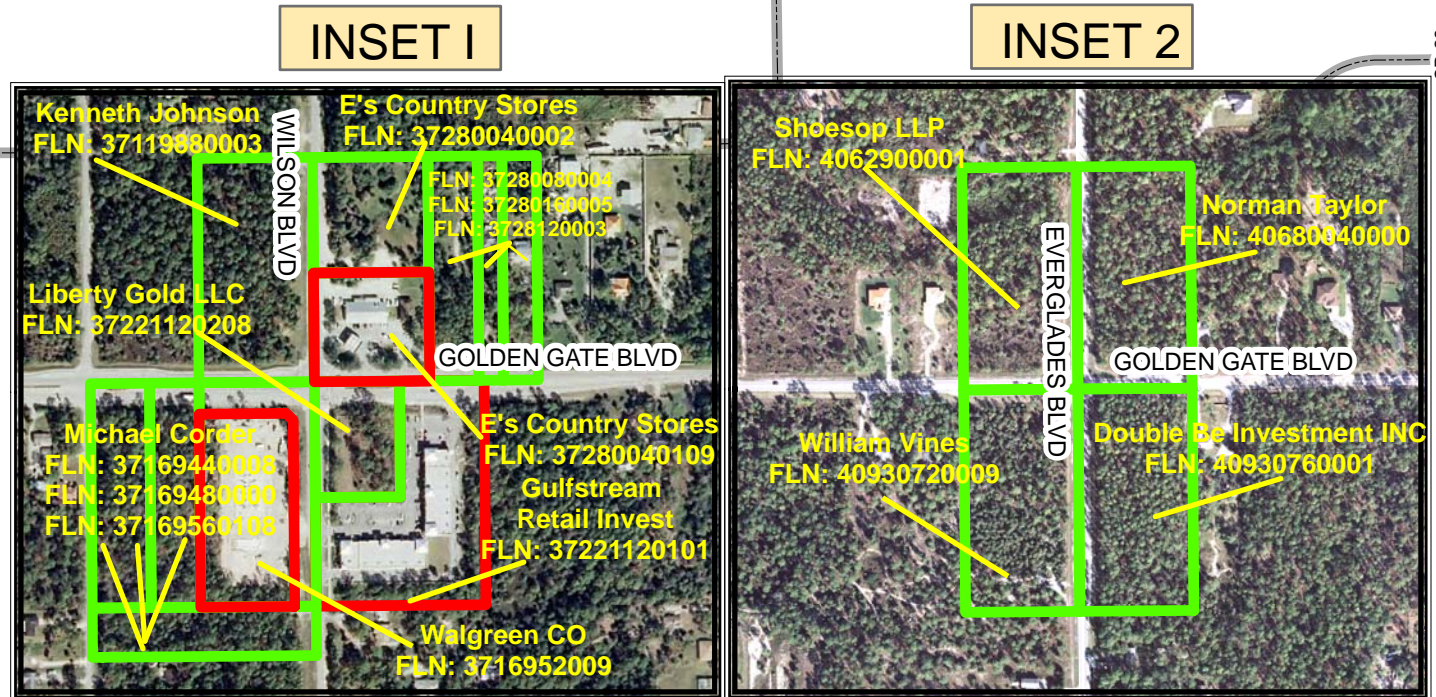 INSET I
INSET 2
Kenneth Johnson
FLN: 37119880003
WILSON BLVD
E's Country Stores
FLN: 37280040002
FLN: 37280080004
FLN: 37280160005
FLN: 3728120003
Liberty Gold LLC
FLN: 37221120208
GOLDEN GATE BLVD
Michael Corder
FLN: 37169440008
FLN: 37169480000
FLN: 37169560108
E's Country Stores
FLN: 37280040109
Gulfstream
Retail Invest
FLN: 37221120101
Walgreen CO
FLN: 3716952009
Shoesop LLP
FLN: 4062900001
Norman Taylor
FLN: 40680040000
EVERGLADES BLVD
GOLDEN GATE BLVD
William Vines
FLN: 40930720009
Double Be Investment INC
FLN: 40930760001